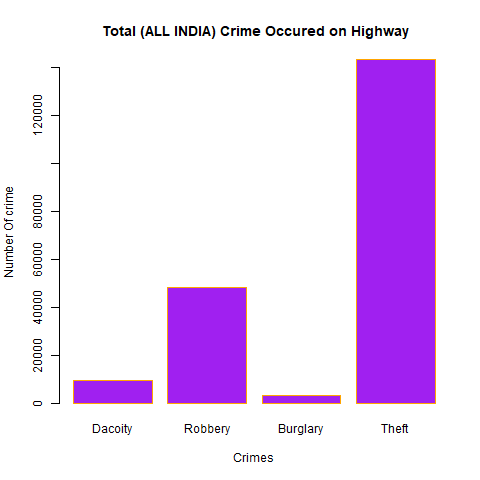 Total (ALL INDIA) Crime Occured on Highway
Number Of crime
120000
80000
60000
40000
20000
0
Dacoity
Robbery
Burglary
Theft
Crimes